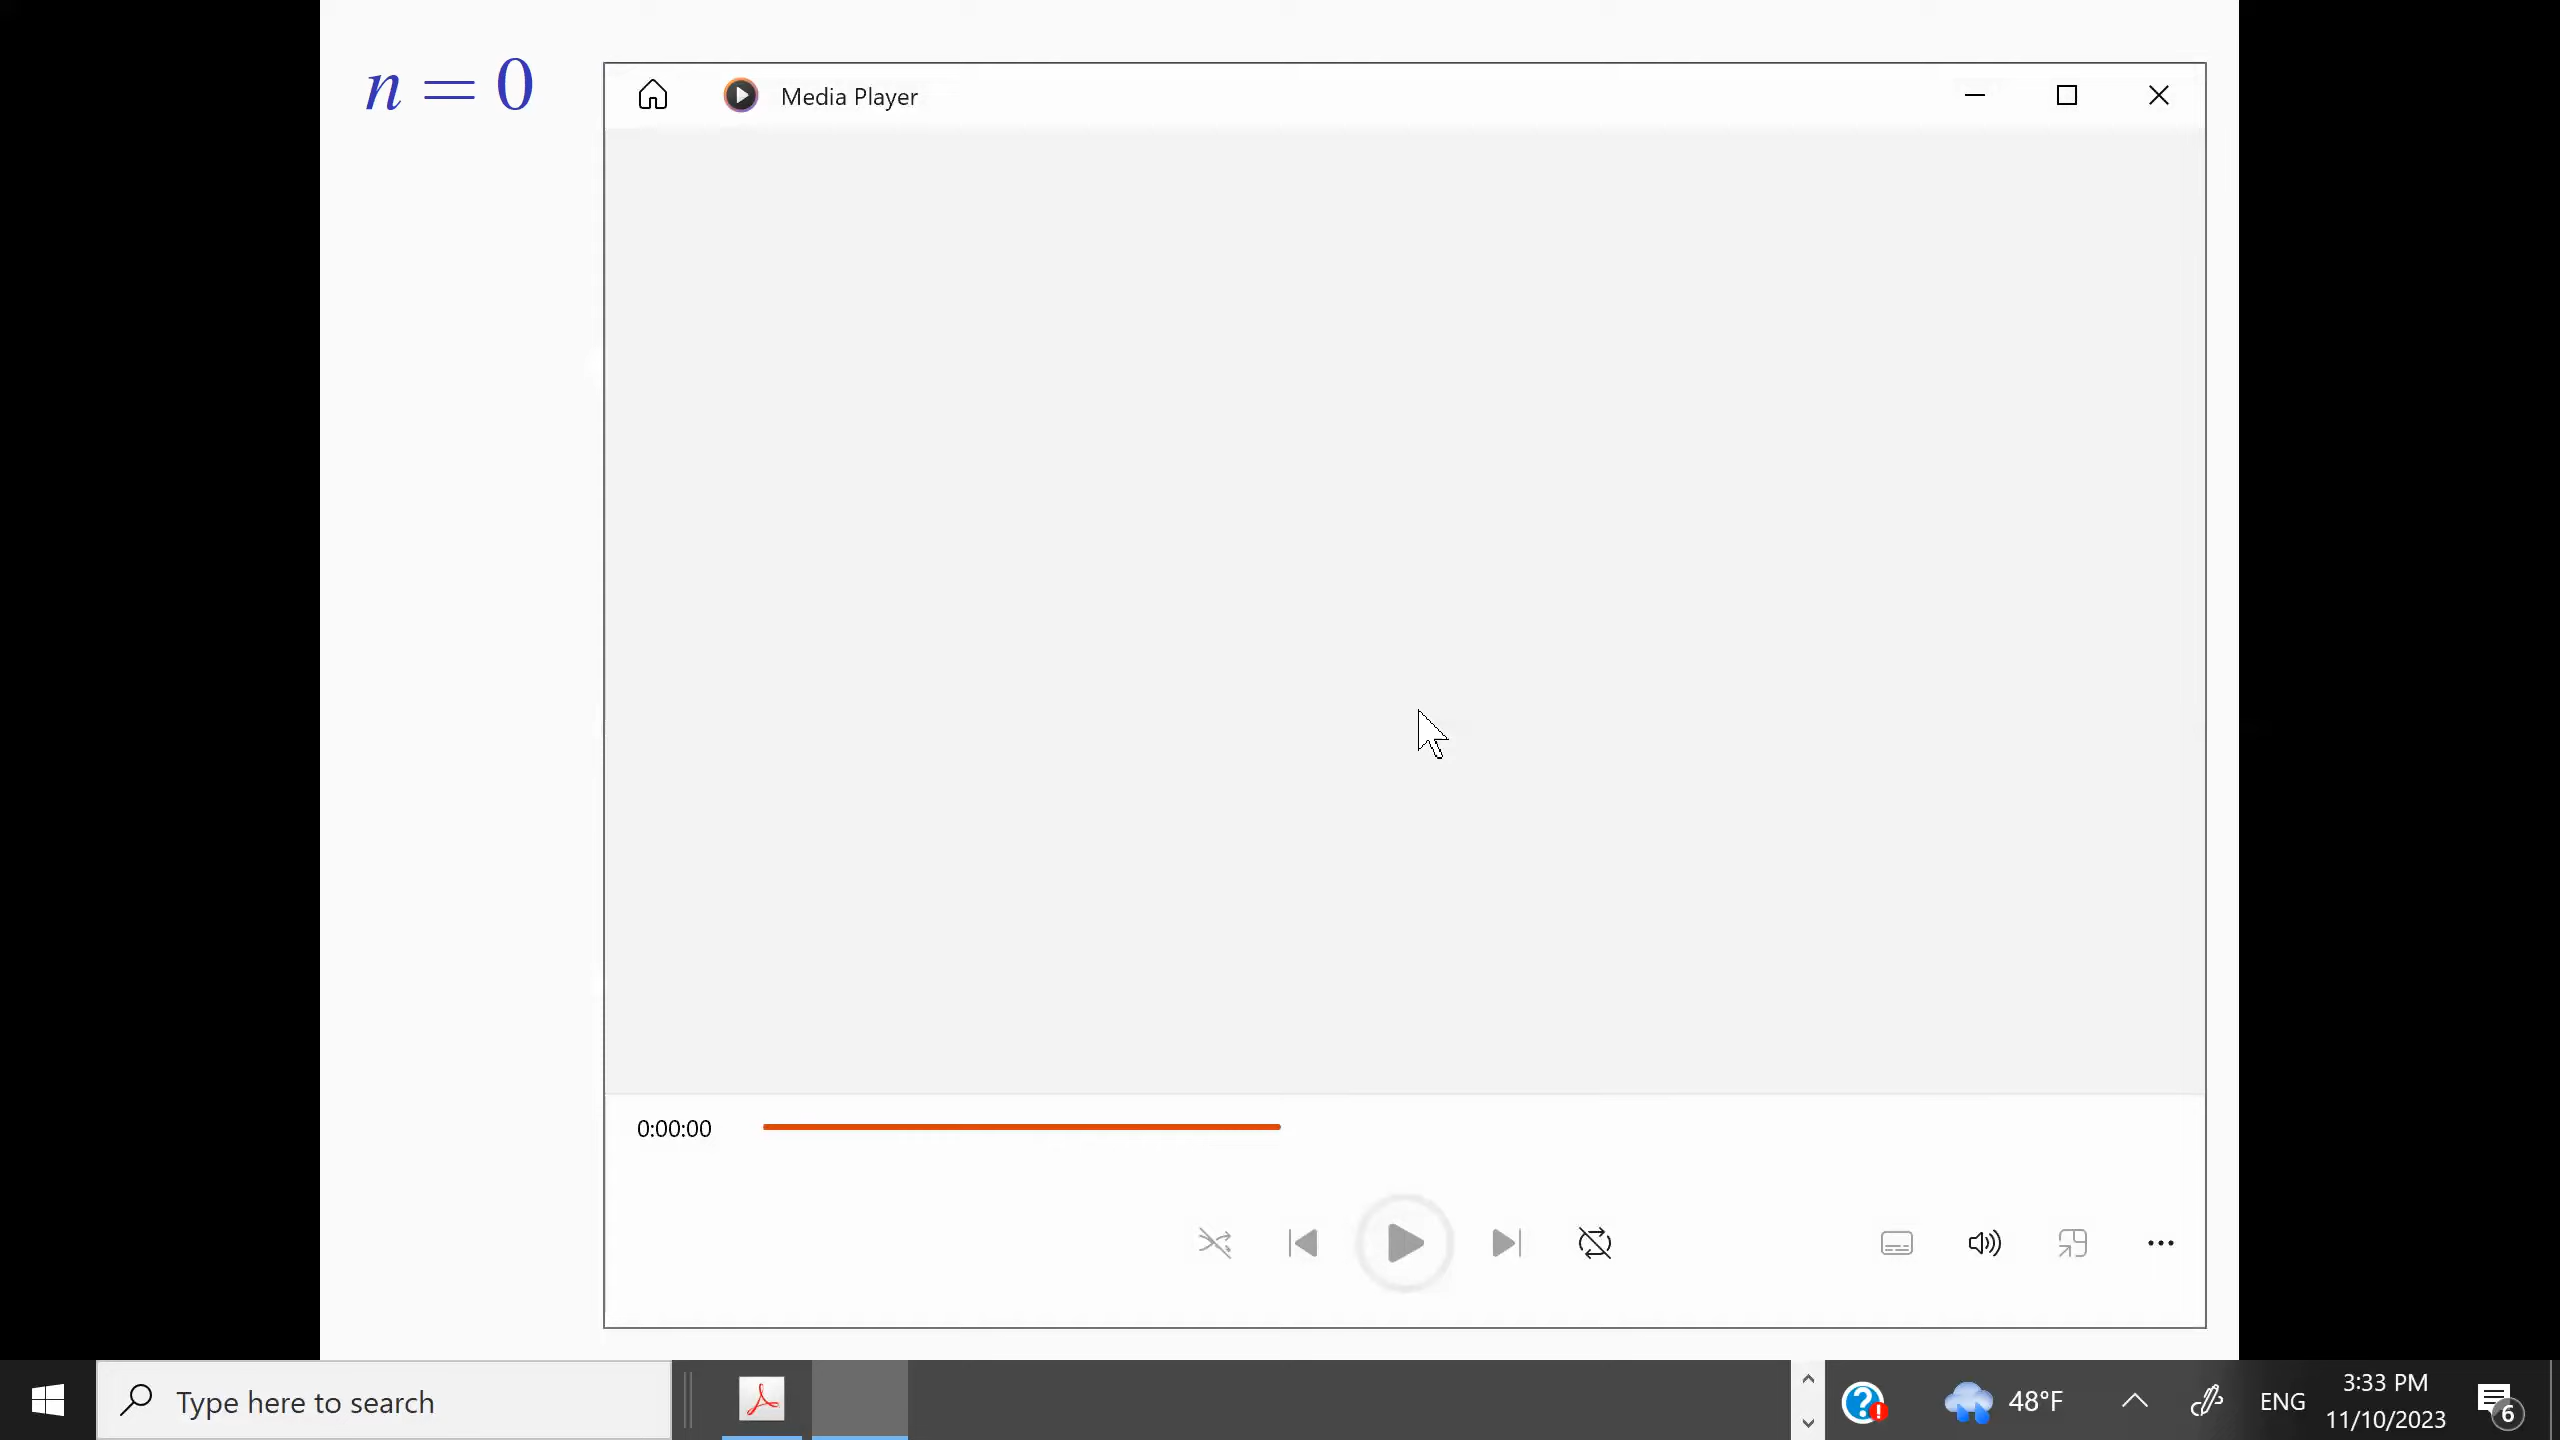 n = 0
Media Player
0:00:00
Type here to search
48°F
ENG
3:33 PM
11/10/2023
6